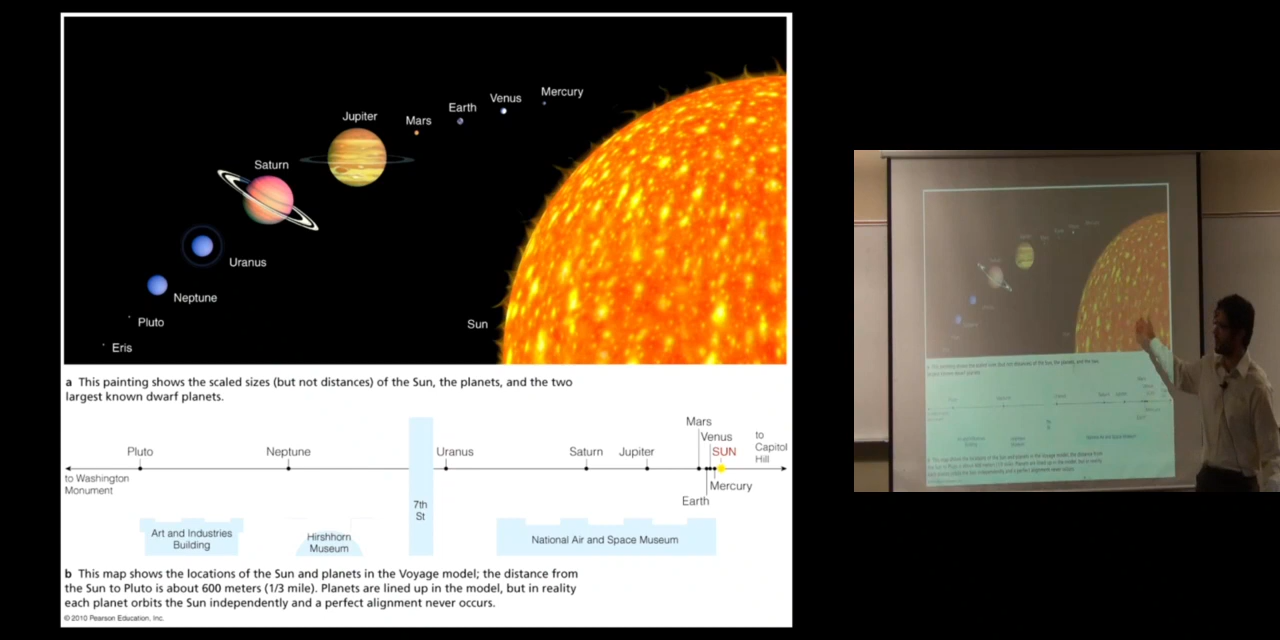 Mercury
Venus
Earth
Mars
Jupiter
Saturn
Uranus
Neptune
Pluto
Eris
Sun
a This painting shows the scaled sizes (but not distances) of the Sun, the planets, and the two
largest known dwarf planets.
Mars
Venus
SUN
to
Capitol
Hill
Pluto
Neptune
Uranus
Saturn
Jupiter
to Washington
Monument
Mercury
Earth
7th
St
Art and Industries
Building
Hirshhorn
Museum
National Air and Space Museum
b This map shows the locations of the Sun and planets in the Voyage model; the distance from
the Sun to Pluto is about 600 meters (1/3 mile). Planets are lined up in the model, but in reality
each planet orbits the Sun independently and a perfect alignment never occurs.
© 2010 Pearson Education, Inc.